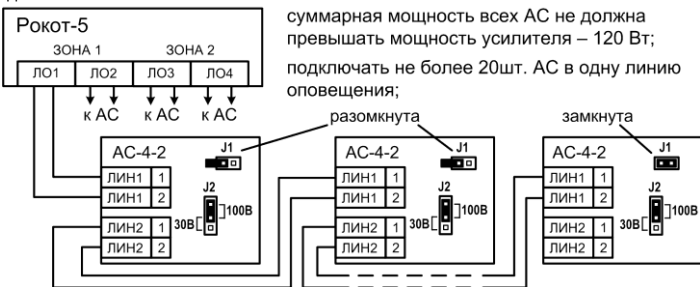 Рокот-5
ЗОНА 1 ЗОНА 2
ЛО1 ЛО2 ЛО3 ЛО4
к АС к АС к АС
суммарная мощность всех АС не должна
превышать мощность усилителя – 120 Вт;
подключать не более 20шт. АС в одну линию
оповещения;
разомкнута
замкнута
АС-4-2
J1
ЛИН1 1
ЛИН1 2
ЛИН2 1
ЛИН2 2
J2
30В
100В
АС-4-2
J1
ЛИН1 1
ЛИН1 2
ЛИН2 1
ЛИН2 2
J2
30В
100В
АС-4-2
J1
ЛИН1 1
ЛИН1 2
ЛИН2 1
ЛИН2 2
J2
30В
100В